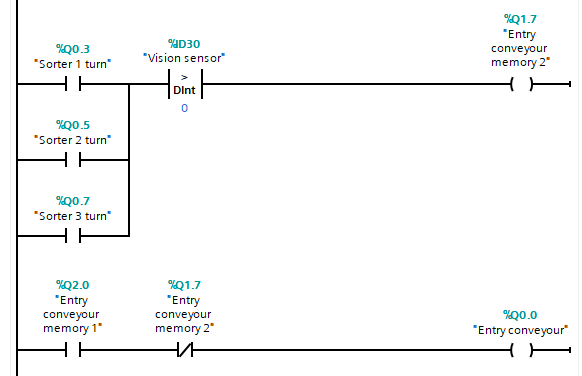 %Q0.3
"Sorter 1 turn"
%ID30
"Vision sensor"
>
DInt
0
%Q1.7
"Entry
conveyour
memory 2"
%Q0.5
"Sorter 2 turn"
%Q0.7
"Sorter 3 turn"
%Q2.0
"Entry
conveyour
memory 1"
%Q1.7
"Entry
conveyour
memory 2"
%Q0.0
"Entry conveyour"